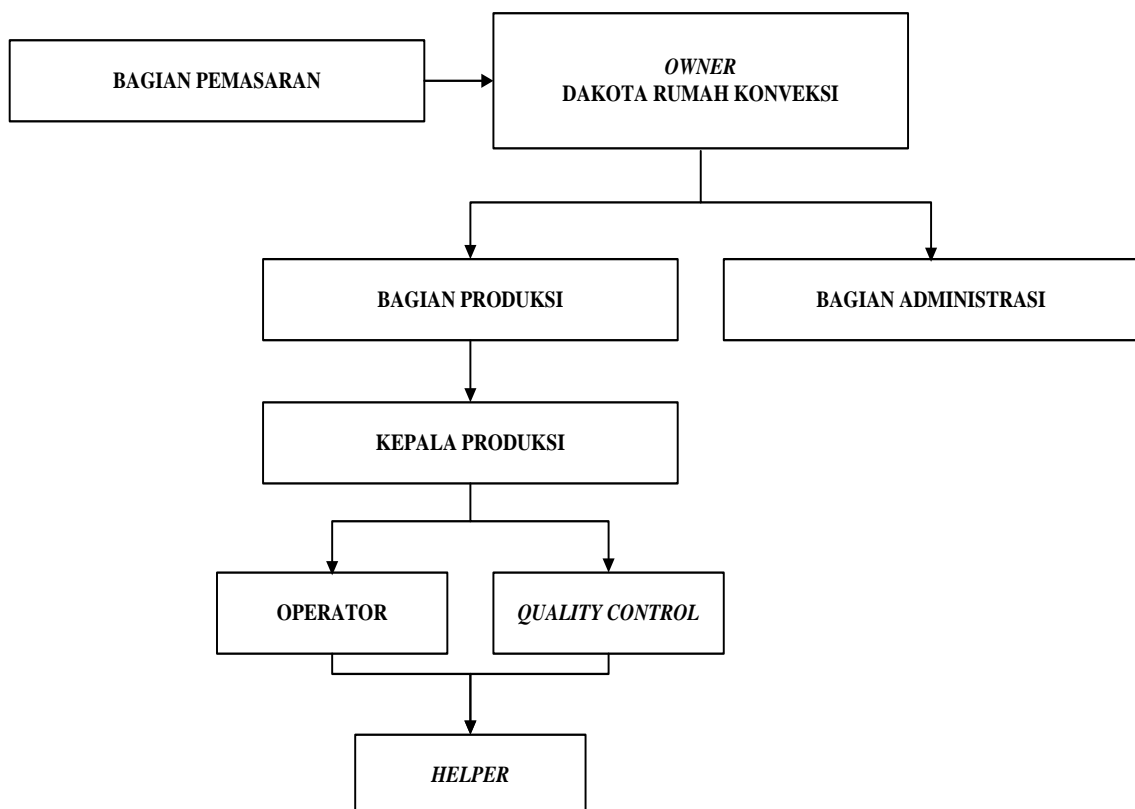 BAGIAN PEMASARAN
OWNER
DAKOTA RUMAH KONVEKSI
BAGIAN PRODUKSI
BAGIAN ADMINISTRASI
KEPALA PRODUKSI
OPERATOR
QUALITY CONTROL
HELPER